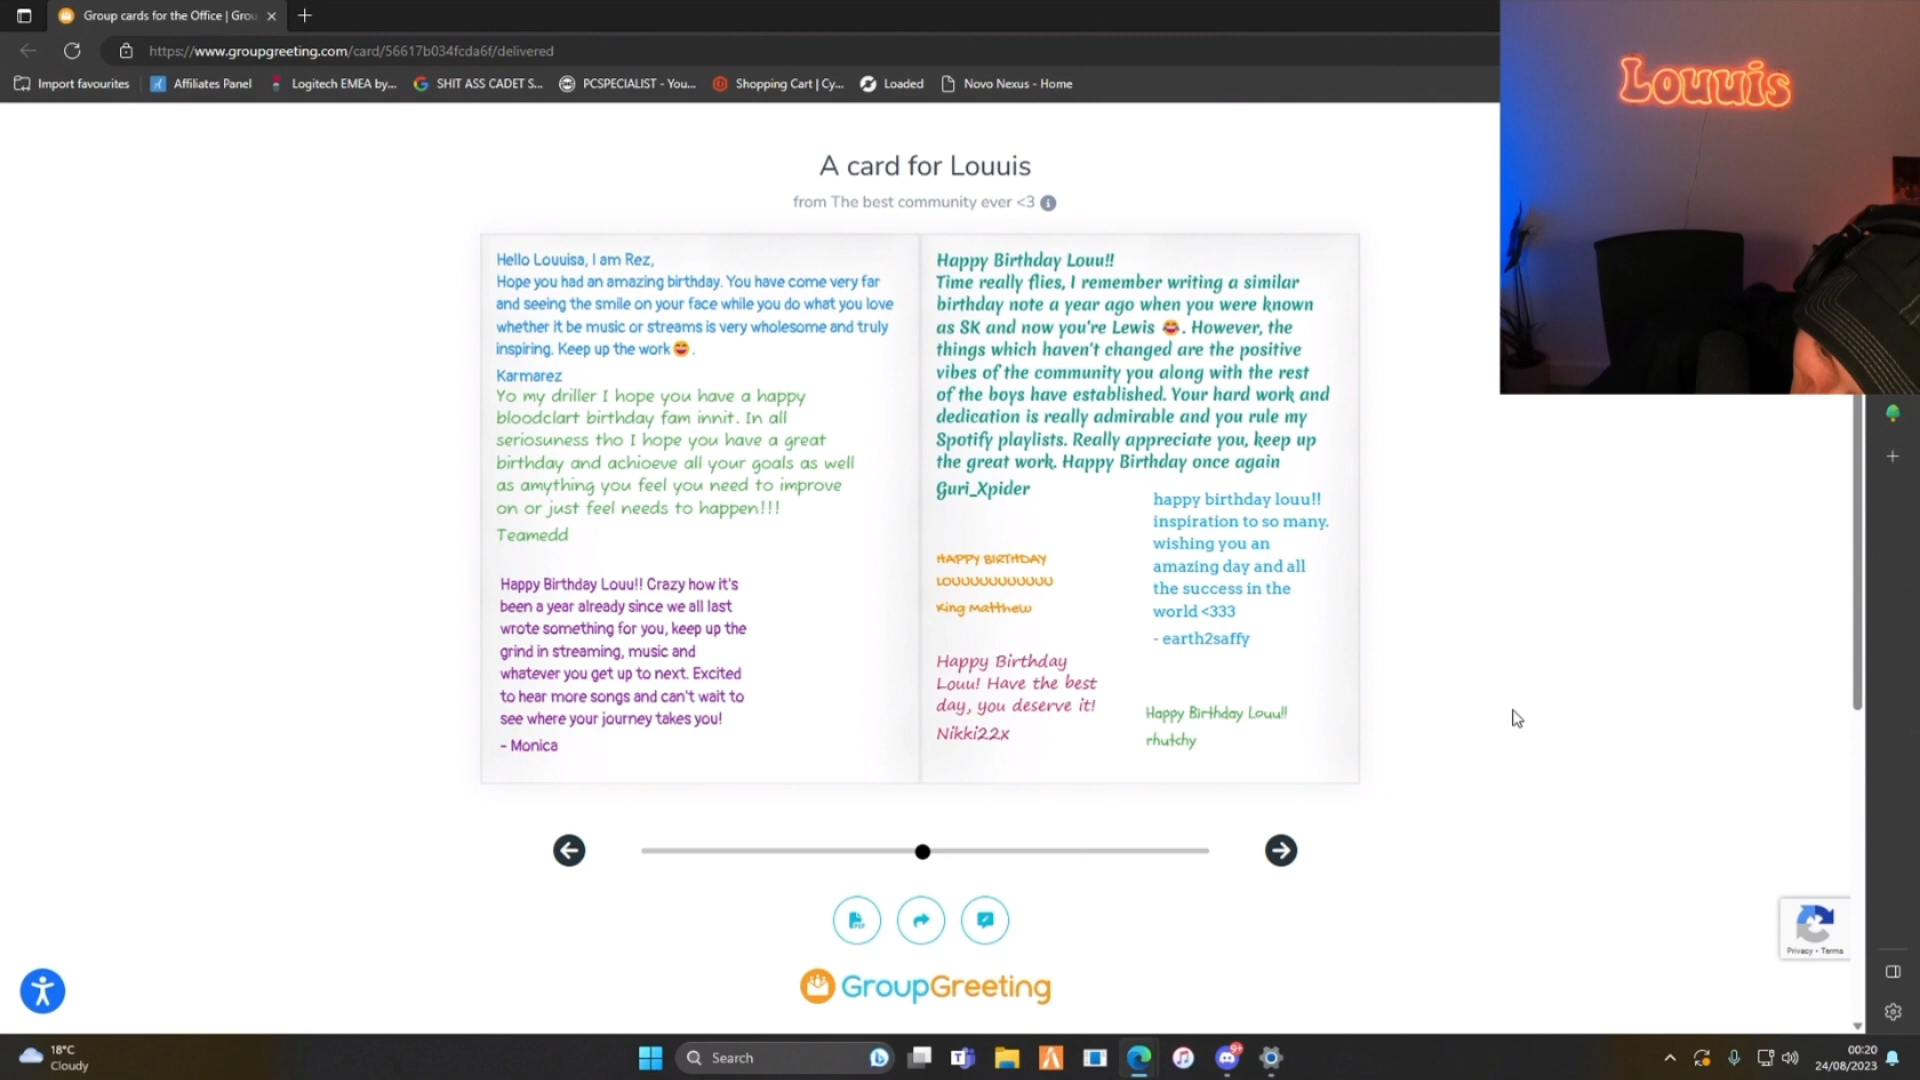 Group cards for the Office | Grou
https://www.groupgreeting.com/card/56617b034fcda6f/delivered
Import favourites
Affiliates Panel
Logitech EMEA by...
SHIT ASS CADET S...
PCSPECIALIST - You...
Shopping Cart | Cy...
Loaded
Novo Nexus - Home
Louuis
A card for Louuis
from The best community ever <3
Hello Louuisa, I am Rez,
Hope you had an amazing birthday. You have come very far
and seeing the smile on your face while you do what you love
whether it be music or streams is very wholesome and truly
inspiring. Keep up the work😂.
Karmarez
Yo my driller I hope you have a happy
bloodclart birthday fam innit. In all
seriosuness tho I hope you have a great
birthday and achioeve all your goals as well
as amything you feel you need to improve
on or just feel needs to happen!!!
Teamedd
Happy Birthday Louu!! Crazy how it's
been a year already since we all last
wrote something for you, keep up the
grind in streaming, music and
whatever you get up to next. Excited
to hear more songs and can't wait to
see where your journey takes you!
- Monica
Happy Birthday Louu!!
Time really flies, I remember writing a similar
birthday note a year ago when you were known
as SK and now you're Lewis 😂. However, the
things which haven't changed are the positive
vibes of the community you along with the rest
of the boys have established. Your hard work and
dedication is really admirable and you rule my
Spotify playlists. Really appreciate you, keep up
the great work. Happy Birthday once again
Guri_Xpider
happy birthday louu!!
inspiration to so many.
wishing you an
amazing day and all
the success in the
world <333
- earth2saffy
HAPPY BIRTHDAY
LOUUUUUUUUUUU
King Matthew
Happy Birthday
Louu! Have the best
day, you deserve it!
Nikki22x
Happy Birthday Louu!!
rhutchy
PDF
Privacy - Terms
GroupGreeting
18°C
Cloudy
Search
9+
00:20
24/08/2023